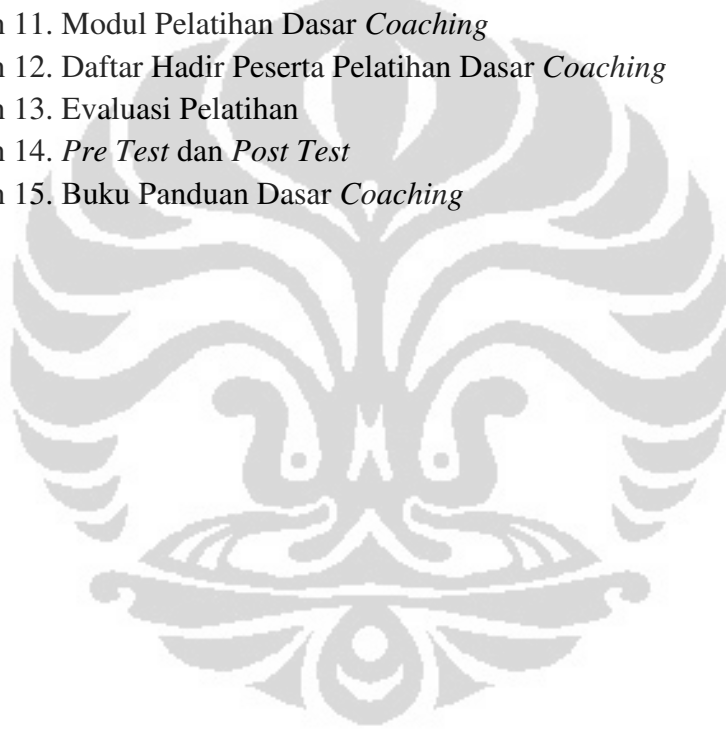 n 11. Modul Pelatihan Dasar Coaching
n 12. Daftar Hadir Peserta Pelatihan Dasar Coaching
n 13. Evaluasi Pelatihan
n 14. Pre Test dan Post Test
n 15. Buku Panduan Dasar Coaching